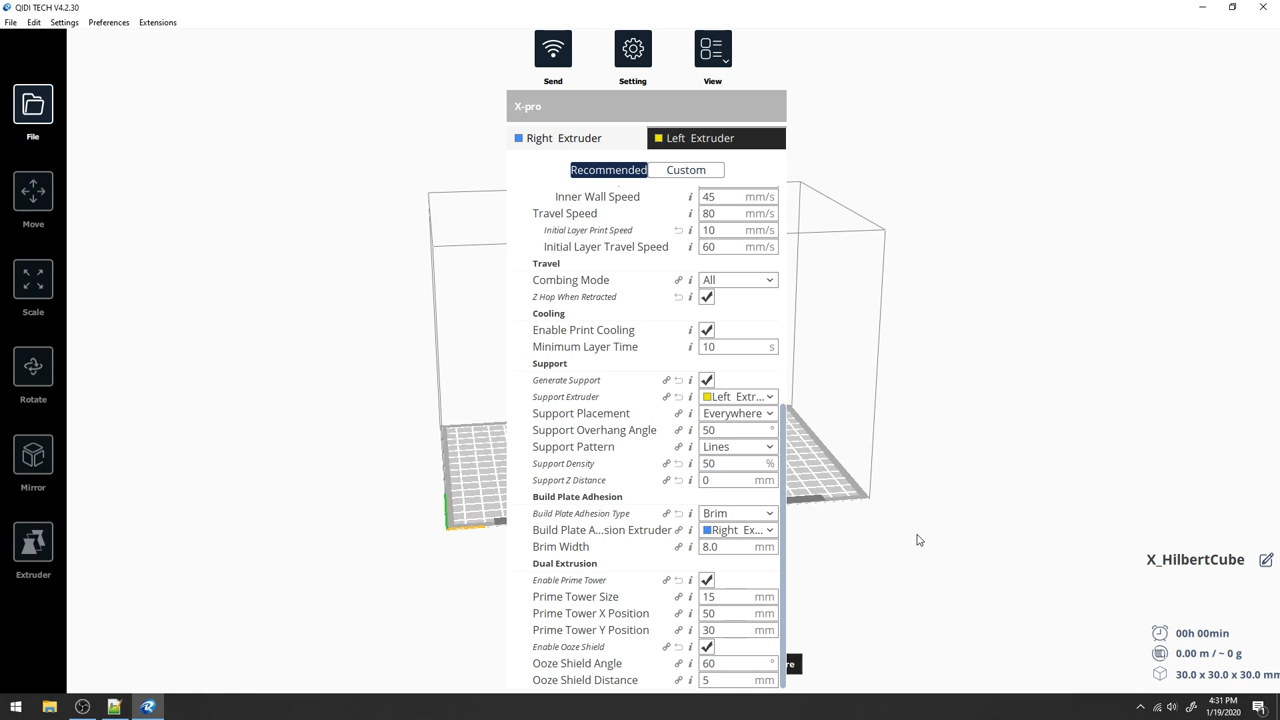 QIDI TECH V4.2.30
File Edit Settings Preferences Extensions
Send Setting View
X-pro
Right Extruder Left Extruder
Recommended Custom
Inner Wall Speed i 45 mm/s
Travel Speed i 80 mm/s
Initial Layer Print Speed i 10 mm/s
Initial Layer Travel Speed i 60 mm/s
Travel
Combing Mode i All
Z Hop When Retracted i
Cooling
Enable Print Cooling i
Minimum Layer Time i 10 s
Support
Generate Support i
Support Extruder i Left Extr...
Support Placement i Everywhere
Support Overhang Angle i 50 °
Support Pattern i Lines
Support Density i 50 %
Support Z Distance i 0 mm
Build Plate Adhesion
Build Plate Adhesion Type i Brim
Build Plate A...sion Extruder i Right Ex...
Brim Width i 8.0 mm
Dual Extrusion
Enable Prime Tower i
Prime Tower Size i 15 mm
Prime Tower X Position i 50 mm
Prime Tower Y Position i 30 mm
Enable Ooze Shield i
Ooze Shield Angle i 60 °
Ooze Shield Distance i 5 mm
File
Move
Scale
Rotate
Mirror
Extruder
re
X_HilbertCube
00h 00min
0.00 m / ~ 0 g
30.0 x 30.0 x 30.0 mm
4:31 PM
1/19/2020
1